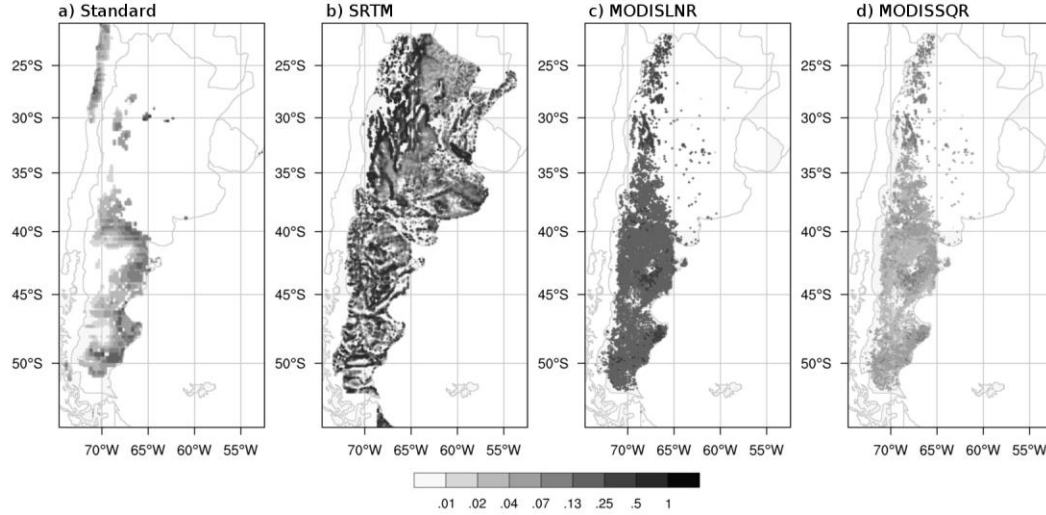 a) Standard b) SRTM c) MODISLNR d) MODISSQR
25°S 25°S 25°S 25°S
30°S 30°S 30°S 30°S
35°S 35°S 35°S 35°S
40°S 40°S 40°S 40°S
45°S 45°S 45°S 45°S
50°S 50°S 50°S 50°S
70°W 65°W 60°W 55°W 70°W 65°W 60°W 55°W 70°W 65°W 60°W 55°W 70°W 65°W 60°W 55°W
.01 .02 .04 .07 .13 .25 .5 1